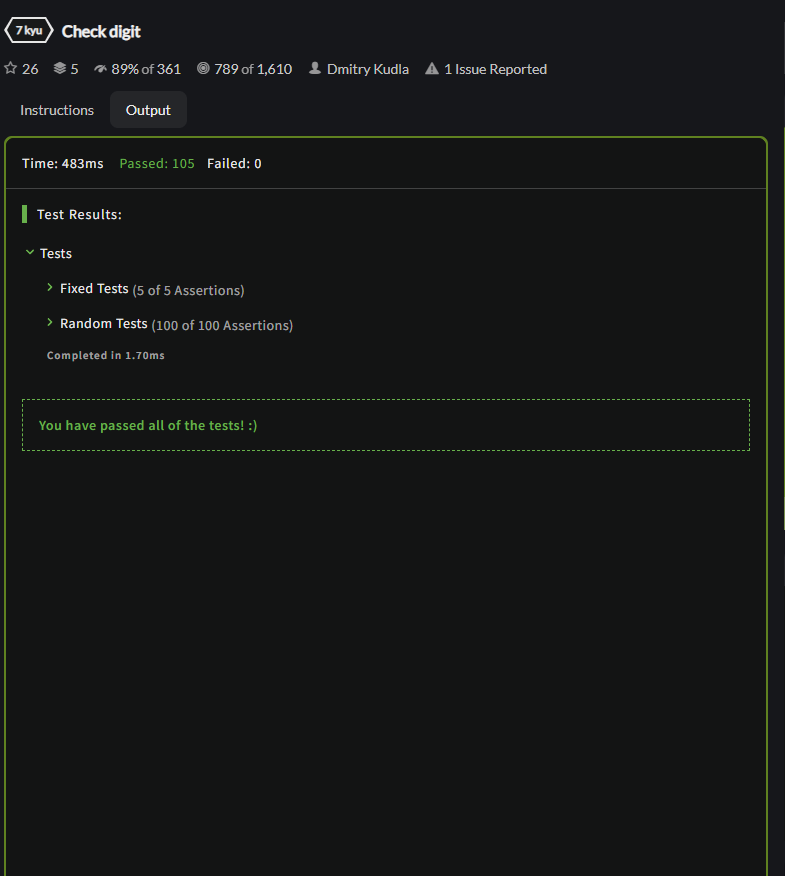 7 kyu Check digit
26 5 89% of 361 789 of 1,610 Dmitry Kudla 1 Issue Reported
Instructions Output
Time: 483ms Passed: 105 Failed: 0
Test Results:
Tests
Fixed Tests (5 of 5 Assertions)
Random Tests (100 of 100 Assertions)
Completed in 1.70ms
You have passed all of the tests! :)